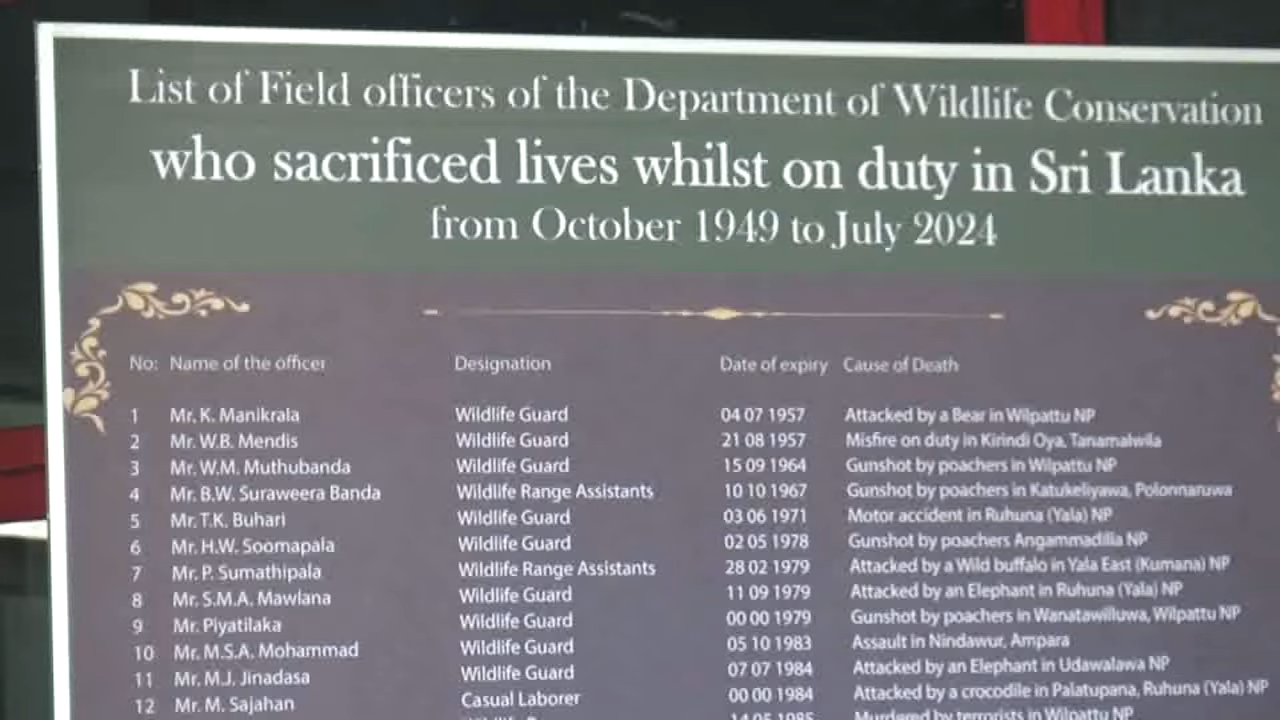 List of Field officers of the Department of Wildlife Conservation
who sacrificed lives whilst on duty in Sri Lanka
from October 1949 to July 2024
No: Name of the officer Designation Date of expiry Cause of Death
1 Mr. K. Manikrala Wildlife Guard 04 07 1957 Attacked by a Bear in Wilpattu NP
2 Mr. W.B. Mendis Wildlife Guard 21 08 1957 Misfire on duty in Kirindi Oya, Tanamalwila
3 Mr. W.M. Muthubanda Wildlife Guard 15 09 1964 Gunshot by poachers in Wilpattu NP
4 Mr. B.W. Suraweera Banda Wildlife Range Assistants 10 10 1967 Gunshot by poachers in Katukeliyawa, Polonnaruwa
5 Mr. T.K. Buhari Wildlife Guard 03 06 1971 Motor accident in Ruhuna (Yala) NP
6 Mr. H.W. Soomapala Wildlife Guard 02 05 1978 Gunshot by poachers Angammadilla NP
7 Mr. P. Sumathipala Wildlife Range Assistants 28 02 1979 Attacked by a Wild buffalo in Yala East (Kumana) NP
8 Mr. S.M.A. Mawlana Wildlife Guard 11 09 1979 Attacked by an Elephant in Ruhuna (Yala) NP
9 Mr. Piyatilaka Wildlife Guard 00 00 1979 Gunshot by poachers in Wanatawilluwa, Wilpattu NP
10 Mr. M.S.A. Mohammad Wildlife Guard 05 10 1983 Assault in Nindawur, Ampara
11 Mr. M.J. Jinadasa Wildlife Guard 07 07 1984 Attacked by an Elephant in Udawalawa NP
12 Mr. M. Sajahan Casual Laborer 00 00 1984 Attacked by a crocodile in Palatupana, Ruhuna (Yala) NP
14 05 1985 Murdered by terrorists in Wilpattu NP